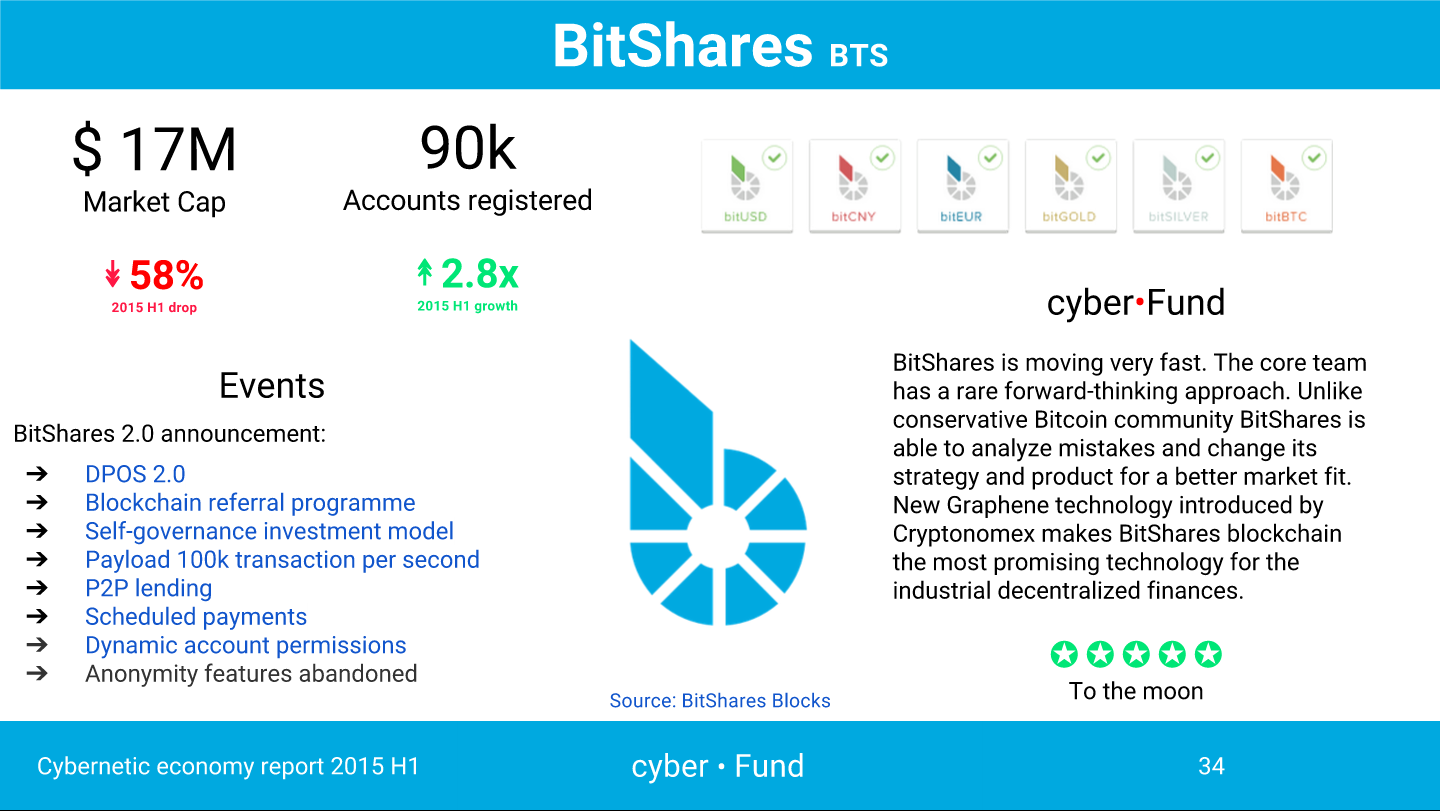 BitShares BTS
$ 17M
Market Cap
↡ 58%
2015 H1 drop
90k
Accounts registered
↟ 2.8x
2015 H1 growth
bitUSD
bitCNY
bitEUR
bitGOLD
bitSILVER
bitBTC
Events
BitShares 2.0 announcement:
➔ DPOS 2.0
➔ Blockchain referral programme
➔ Self-governance investment model
➔ Payload 100k transaction per second
➔ P2P lending
➔ Scheduled payments
➔ Dynamic account permissions
➔ Anonymity features abandoned
Source: BitShares Blocks
cyber•Fund
BitShares is moving very fast. The core team
has a rare forward-thinking approach. Unlike
conservative Bitcoin community BitShares is
able to analyze mistakes and change its
strategy and product for a better market fit.
New Graphene technology introduced by
Cryptonomex makes BitShares blockchain
the most promising technology for the
industrial decentralized finances.
✪ ✪ ✪ ✪ ✪
To the moon
Cybernetic economy report 2015 H1
cyber • Fund
34